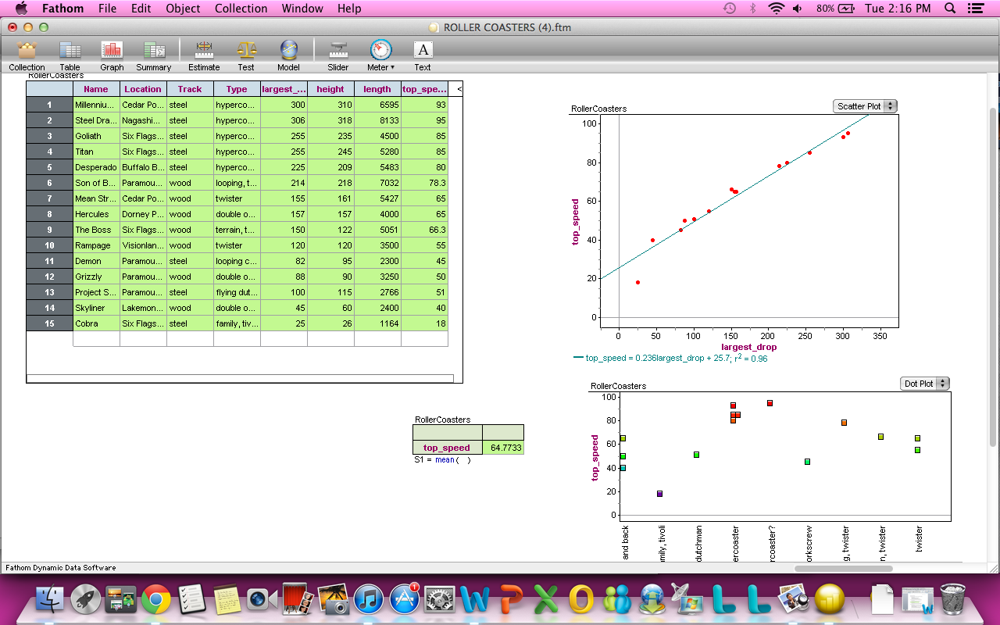 Fathom File Edit Object Collection Window Help 80% Tue 2:16 PM
ROLLER COASTERS (4).ftm
Collection Table Graph Summary Estimate Test Model Slider Meter Text
RollerCoasters
Name Location Track Type largest_... height length top_spe... <
1 Millenniu... Cedar Po... steel hyperco... 300 310 6595 93
2 Steel Dra... Nagashi... steel hyperco... 306 318 8133 95
3 Goliath Six Flags... steel hyperco... 255 235 4500 85
4 Titan Six Flags... steel hyperco... 255 245 5280 85
5 Desperado Buffalo B... steel hyperco... 225 209 5483 80
6 Son of B... Paramou... wood looping, t... 214 218 7032 78.3
7 Mean Str... Cedar Po... wood twister 155 161 5427 65
8 Hercules Dorney P... wood double o... 157 157 4000 65
9 The Boss Six Flags... wood terrain, t... 150 122 5051 66.3
10 Rampage Visionlan... wood twister 120 120 3500 55
11 Demon Paramou... steel looping c... 82 95 2300 45
12 Grizzly Paramou... wood double o... 88 90 3250 50
13 Project S... Paramou... steel flying dut... 100 115 2766 51
14 Skyliner Lakemon... wood double o... 45 60 2400 40
15 Cobra Six Flags... steel family, tiv... 25 26 1164 18
RollerCoasters
Scatter Plot
100
80
60
40
20
0
top_speed
0 50 100 150 200 250 300 350
largest_drop
top_speed = 0.236largest_drop + 25.7; r2 = 0.96
RollerCoasters
top_speed 64.7733
S1 = mean ( )
RollerCoasters
Dot Plot
100
80
60
40
20
0
top_speed
and back
mily, tivoli
dutchman
ercoaster
rcoaster?
orkscrew
g, twister
n, twister
twister
Fathom Dynamic Data Software
1
W P X O L L
W